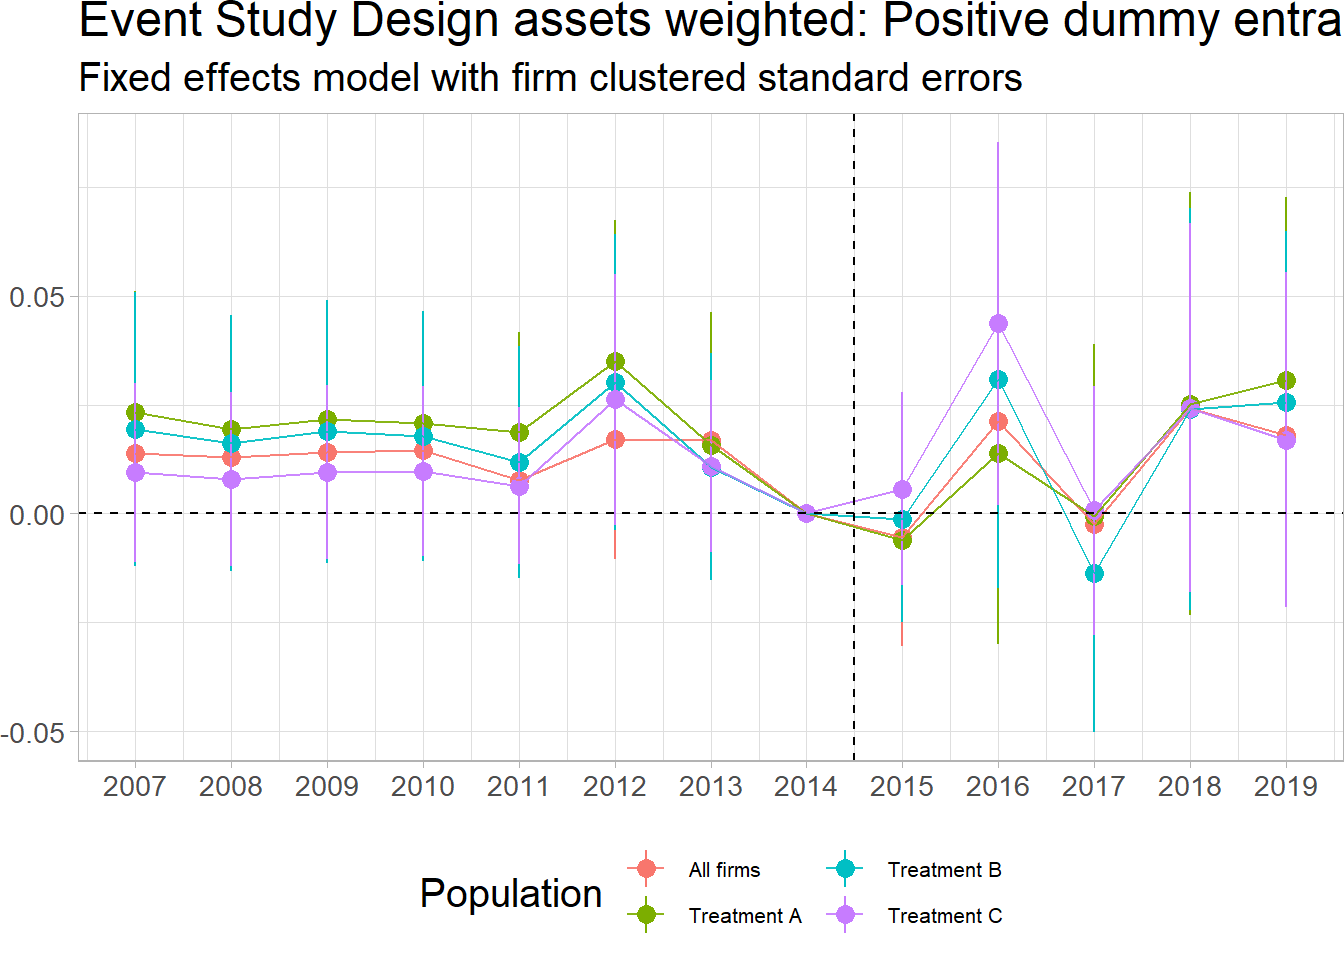 Event Study Design assets weighted: Positive dummy entra
Fixed effects model with firm clustered standard errors
0.05
0.00
-0.05
2007 2008 2009 2010 2011 2012 2013 2014 2015 2016 2017 2018 2019
Population
All firms
Treatment A
Treatment B
Treatment C